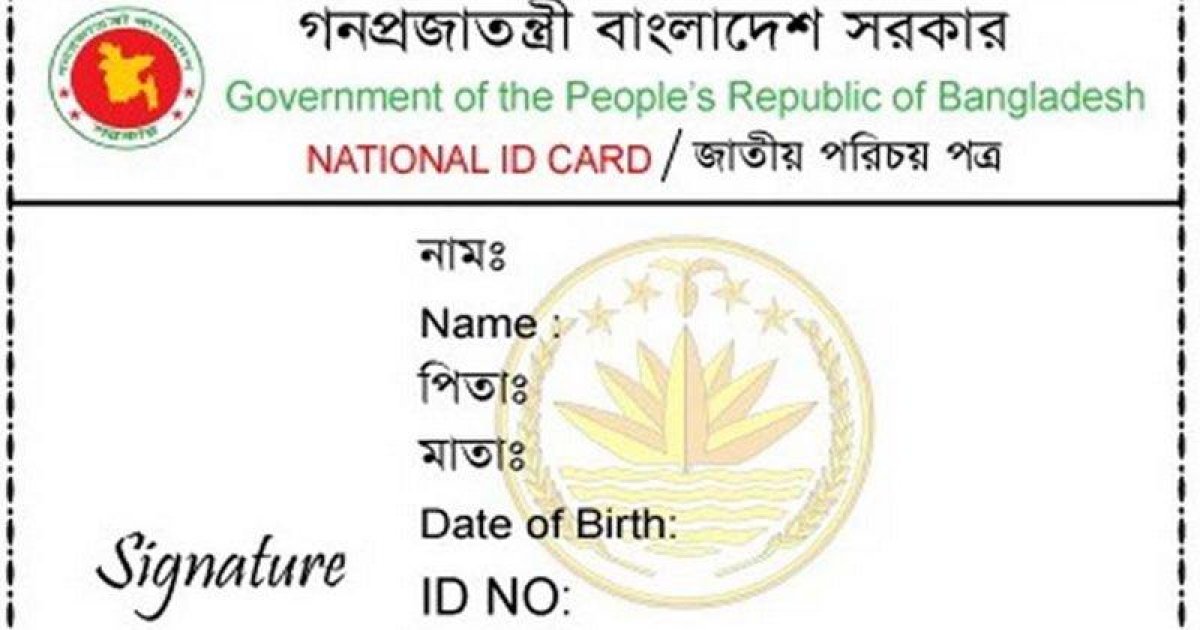 গনপ্রজাতন্ত্রী বাংলাদেশ সরকার
Government of the People's Republic of Bangladesh
NATIONAL ID CARD / জাতীয় পরিচয় পত্র
নামঃ
Name :
পিতাঃ
মাতাঃ
Date of Birth:
Signature
ID NO: